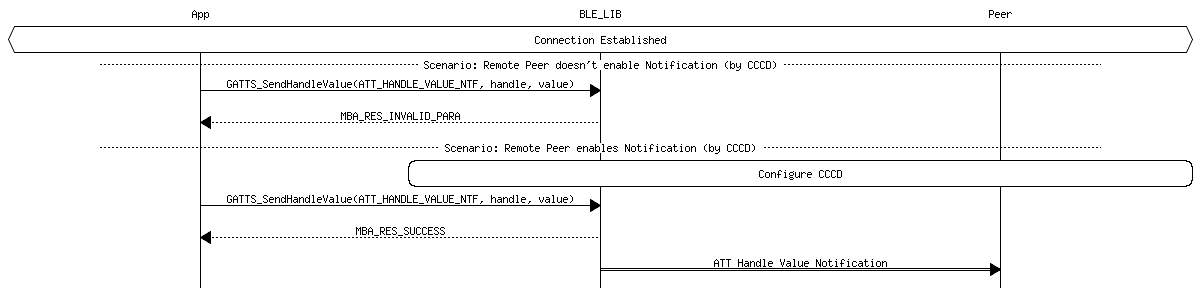 App BLE_LIB Peer
Connection Established
Scenario: Remote Peer doesn't enable Notification (by CCCD)
GATTS_SendHandleValue(ATT_HANDLE_VALUE_NTF, handle, value)
MBA_RES_INVALID_PARA
Scenario: Remote Peer enables Notification (by CCCD)
Configure CCCD
GATTS_SendHandleValue(ATT_HANDLE_VALUE_NTF, handle, value)
MBA_RES_SUCCESS
ATT Handle Value Notification